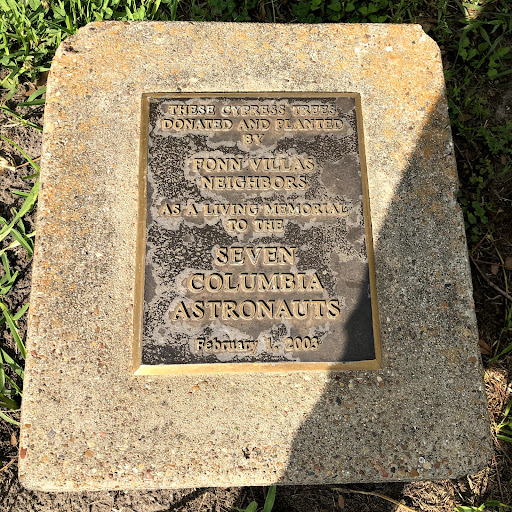 THESE CYPRESS TREES
DONATED AND PLANTED
BY
FONN VILLAS
NEIGHBORS
AS A LIVING MEMORIAL
TO THE
SEVEN
COLUMBIA
ASTRONAUTS
February 1, 2003